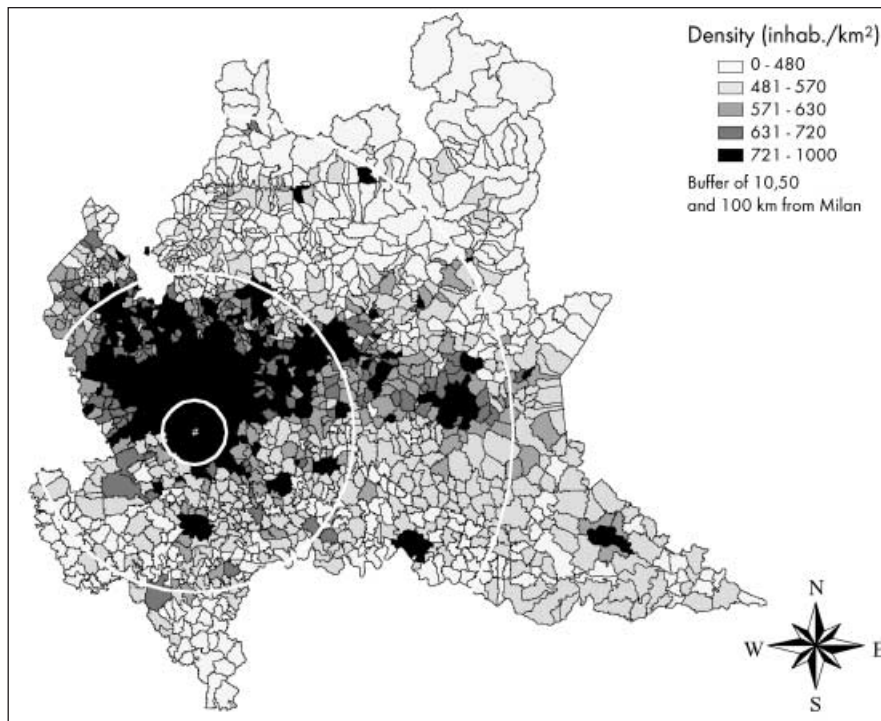 Density (inhab./km²)
0 - 480
481 - 570
571 - 630
631 - 720
721 - 1000
Buffer of 10,50
and 100 km from Milan
N
W E
S